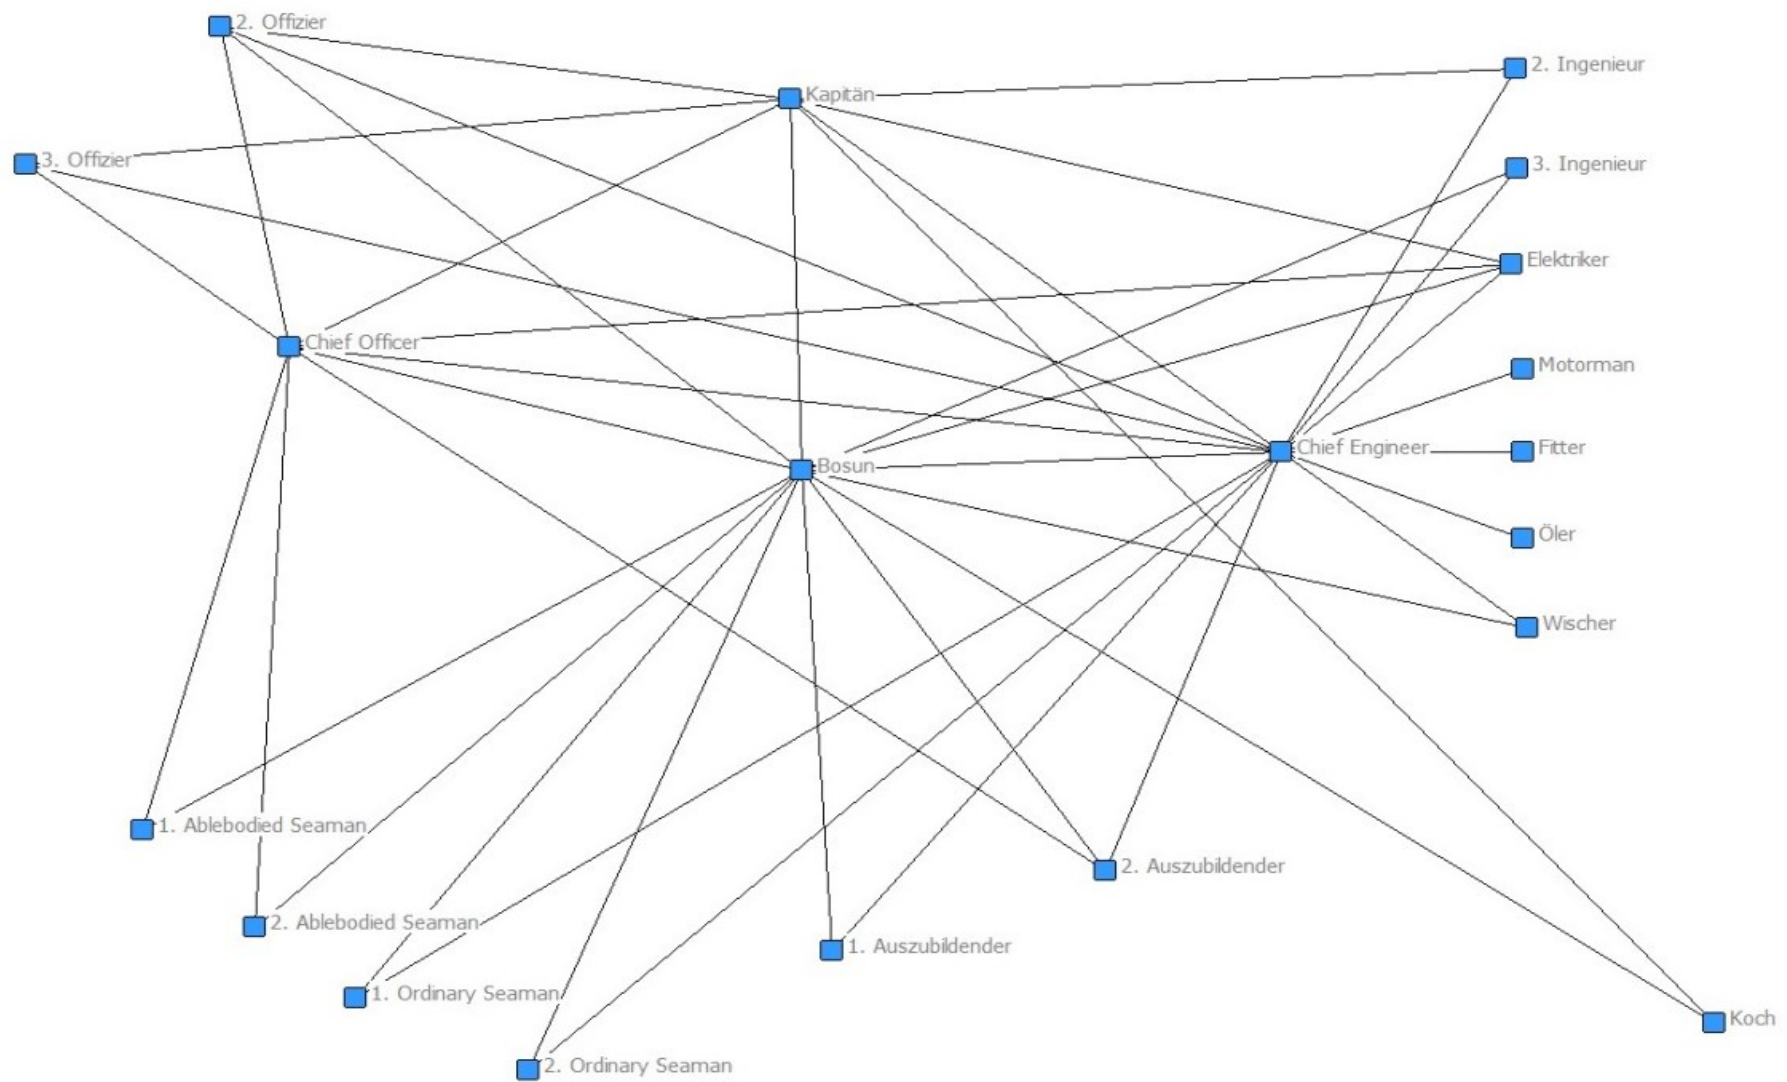 2. Offizier
Kapitän
2. Ingenieur
3. Offizier
3. Ingenieur
Elektriker
Chief Officer
Motorman
Bosun
Chief Engineer
Fitter
Öler
Wischer
1. Ablebodied Seaman
2. Auszubildender
2. Ablebodied Seaman
1. Auszubildender
1. Ordinary Seaman
Koch
2. Ordinary Seaman